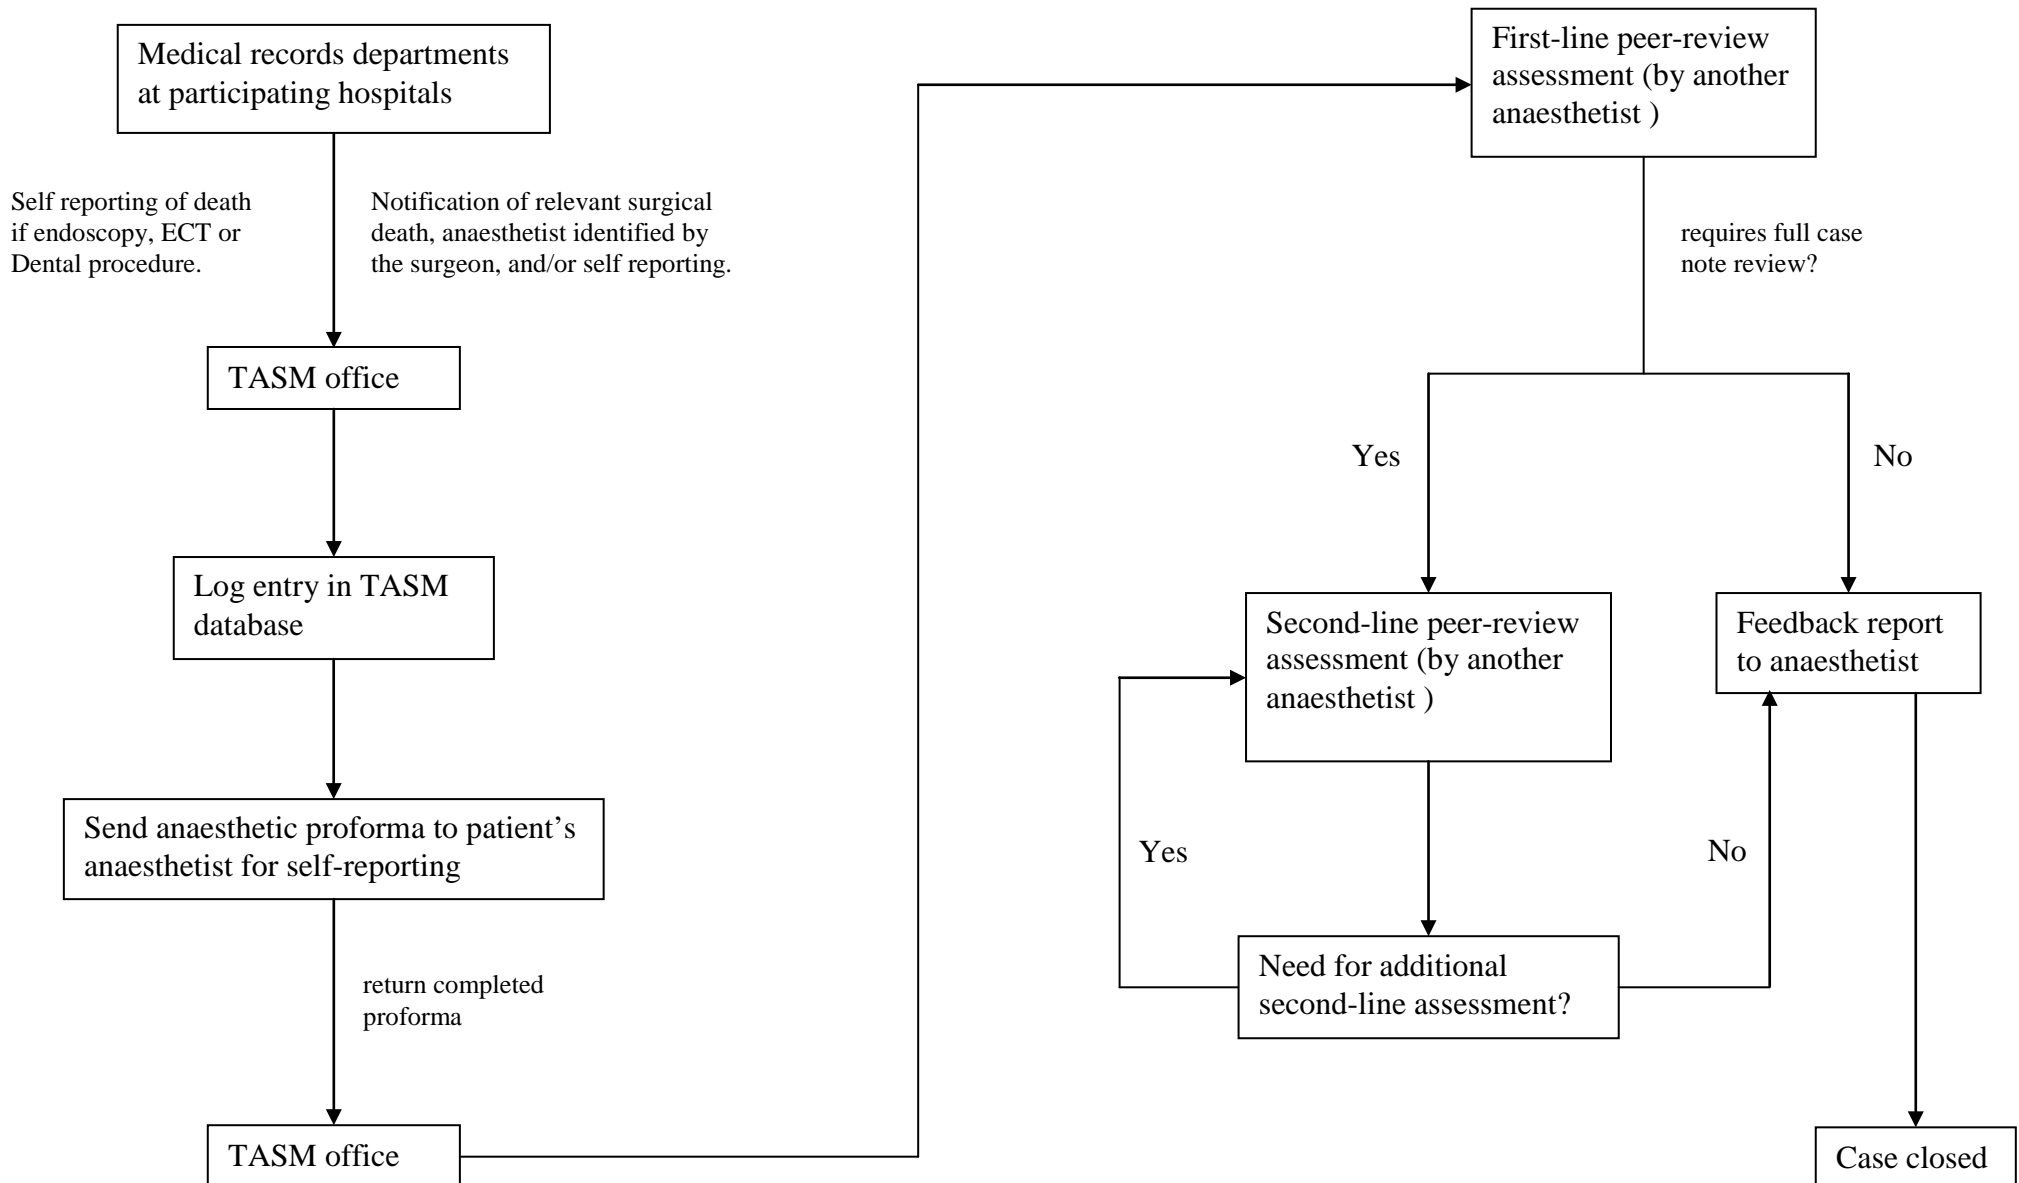 Medical records departments
at participating hospitals
Self reporting of death
if endoscopy, ECT or
Dental procedure.
Notification of relevant surgical
death, anaesthetist identified by
the surgeon, and/or self reporting.
TASM office
Log entry in TASM
database
Send anaesthetic proforma to patient’s
anaesthetist for self-reporting
return completed
proforma
TASM office
First-line peer-review
assessment (by another
anaesthetist )
requires full case
note review?
Yes
No
Second-line peer-review
assessment (by another
anaesthetist )
Feedback report
to anaesthetist
Yes
No
Need for additional
second-line assessment?
Case closed